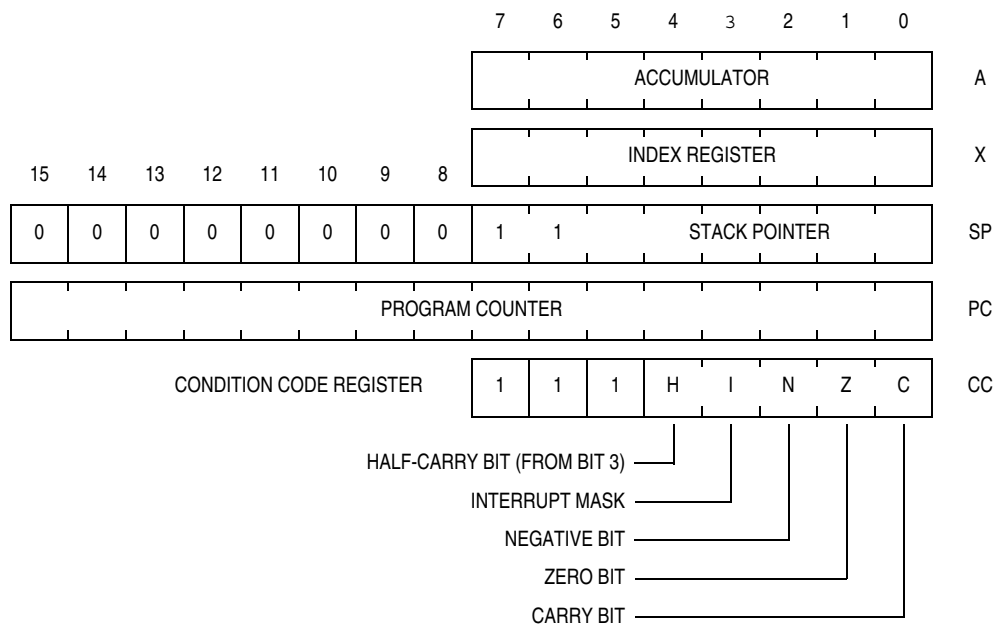 7 6 5 4 3 2 1 0
ACCUMULATOR A
INDEX REGISTER X
15 14 13 12 11 10 9 8
0 0 0 0 0 0 0 0 1 1 STACK POINTER SP
PROGRAM COUNTER PC
CONDITION CODE REGISTER 1 1 1 H I N Z C CC
HALF-CARRY BIT (FROM BIT 3)
INTERRUPT MASK
NEGATIVE BIT
ZERO BIT
CARRY BIT